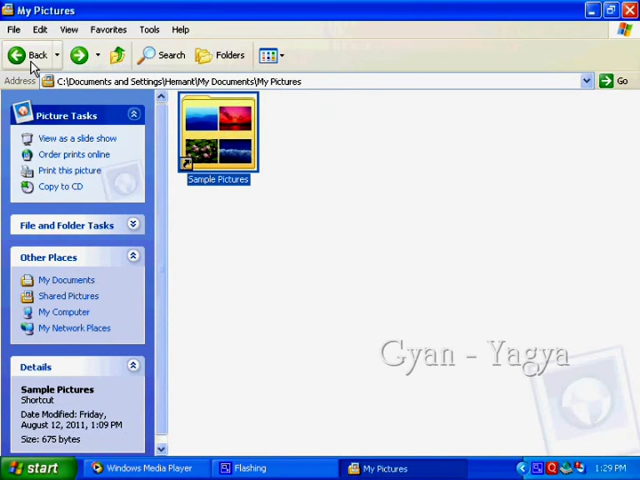 My Pictures
File Edit View Favorites Tools Help
Back Search Folders
Address C:\Documents and Settings\Hemant\My Documents\My Pictures Go
Picture Tasks
View as a slide show
Order prints online
Print this picture
Copy to CD
File and Folder Tasks
Other Places
My Documents
Shared Pictures
My Computer
My Network Places
Details
Sample Pictures
Shortcut
Date Modified: Friday,
August 12, 2011, 1:09 PM
Size: 675 bytes
Sample Pictures
Gyan - Yagya
start Windows Media Player Flashing My Pictures 1:29 PM